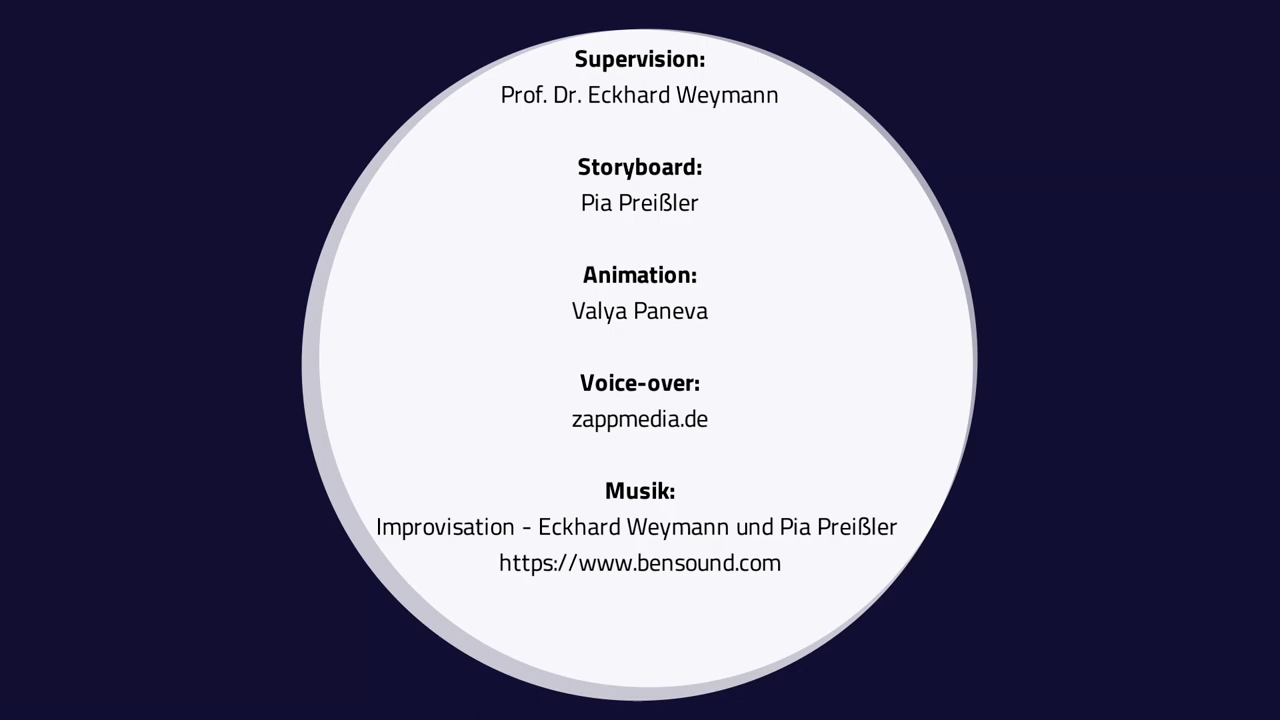 Supervision:
Prof. Dr. Eckhard Weymann
Storyboard:
Pia Preißler
Animation:
Valya Paneva
Voice-over:
zappmedia.de
Musik:
Improvisation - Eckhard Weymann und Pia Preißler
https://www.bensound.com